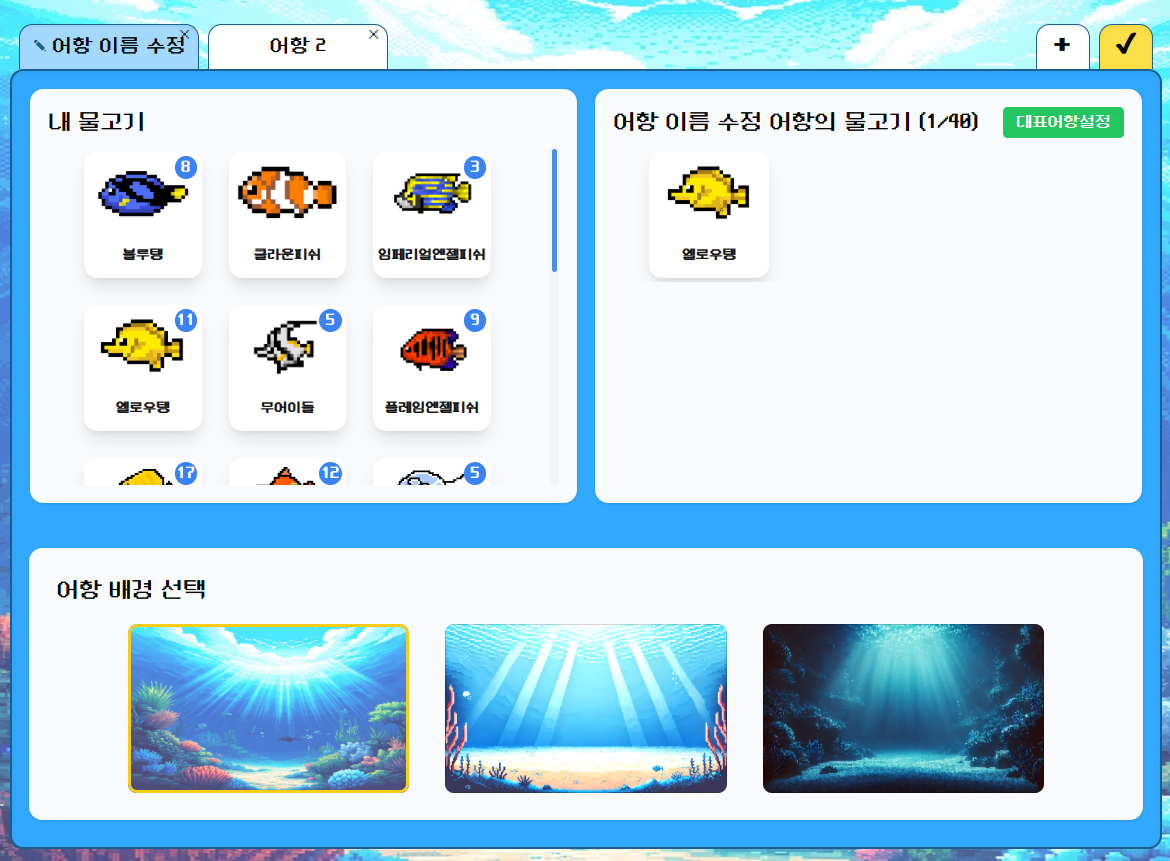 어항 이름 수정
어항 2
내 물고기
8
블루탱
클라운피쉬
3
임페리얼엔젤피쉬
11
옐로우탱
5
무어아이돌
9
플레임엔젤피쉬
17
12
5
어항 이름 수정 어항의 물고기 (1/40)
대표어항설정
옐로우탱
어항 배경 선택